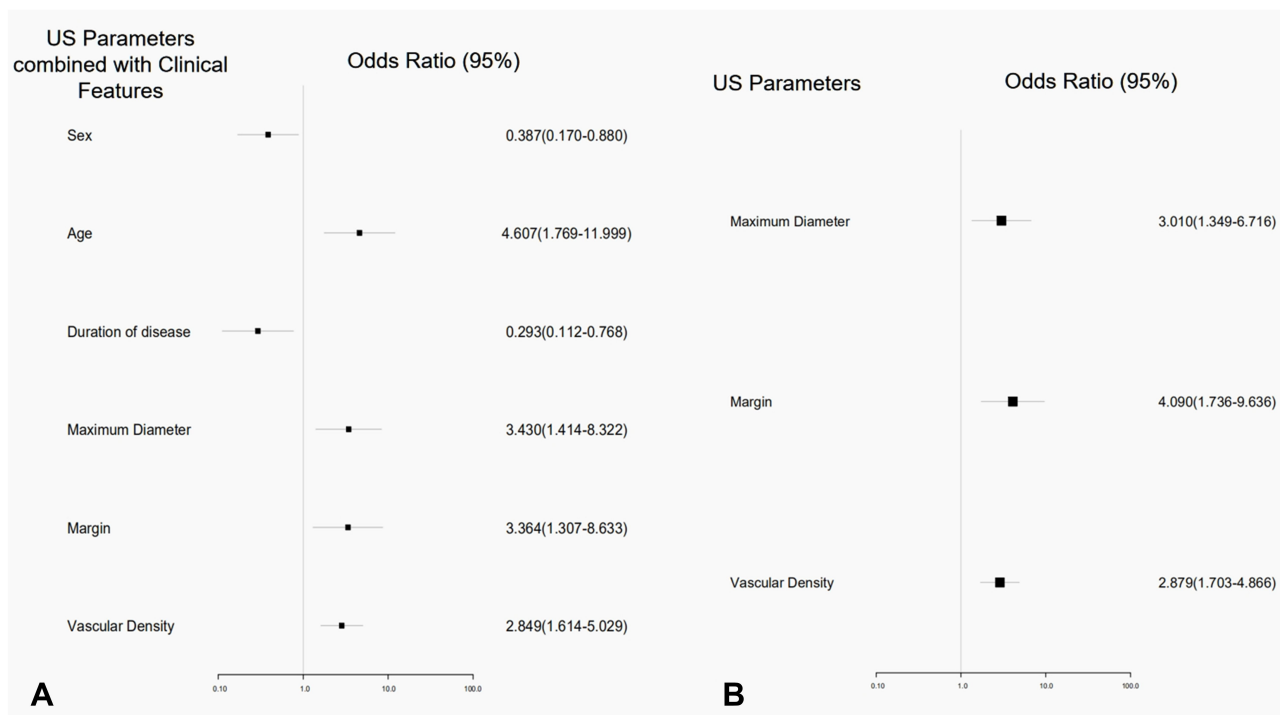 US Parameters
combined with Clinical
Features
Odds Ratio (95%)
Sex
0.387(0.170-0.880)
Age
4.607(1.769-11.999)
Duration of disease
0.293(0.112-0.768)
Maximum Diameter
3.430(1.414-8.322)
Margin
3.364(1.307-8.633)
Vascular Density
2.849(1.614-5.029)
0.10 1.0 10.0 100.0
A
US Parameters
Odds Ratio (95%)
Maximum Diameter
3.010(1.349-6.716)
Margin
4.090(1.736-9.636)
Vascular Density
2.879(1.703-4.866)
0.10 1.0 10.0 100.0
B